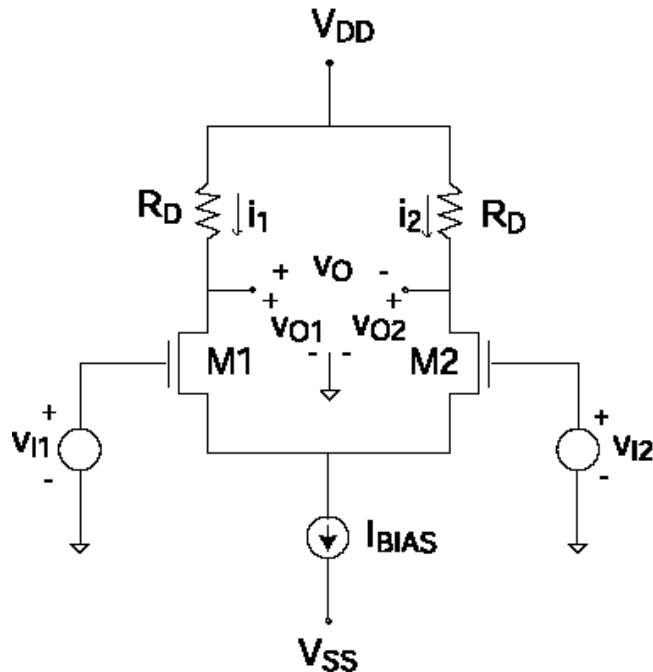 VDD
RD i1 i2 RD
+ vO -
+ vO1 - + vO2 -
M1 M2
+ vI1 -
+ vI2 -
IBIAS
VSS